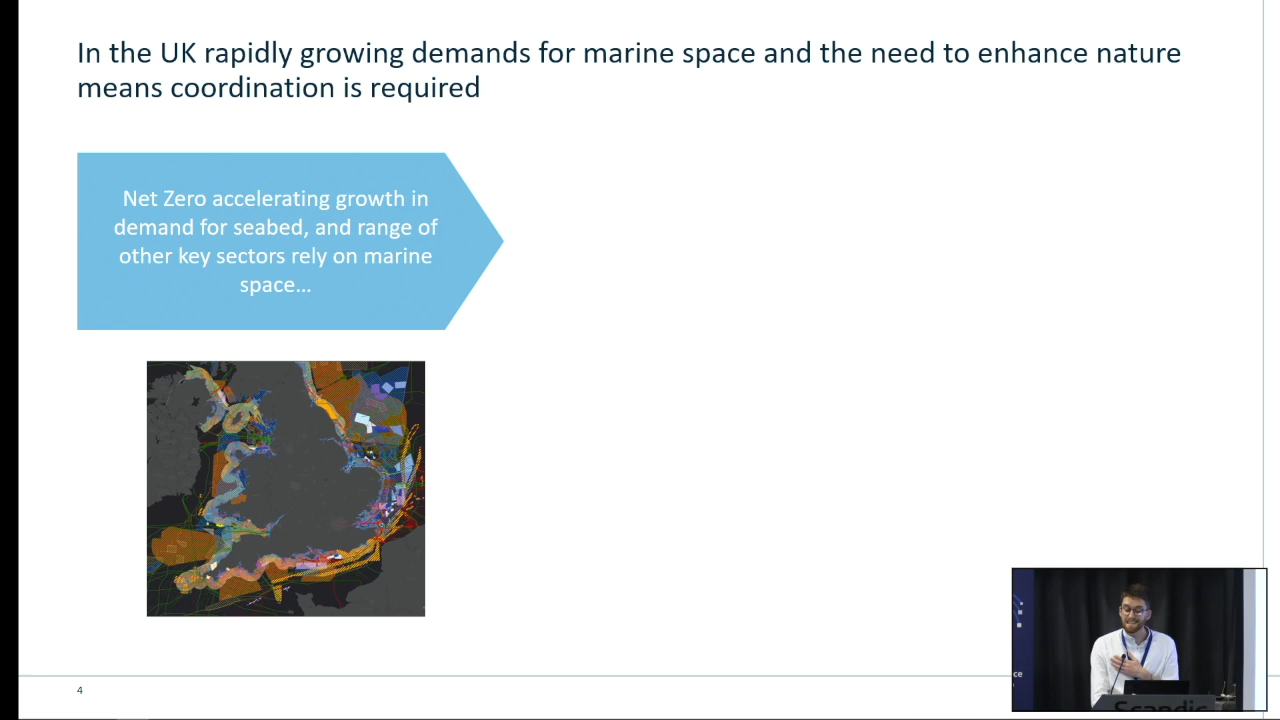 In the UK rapidly growing demands for marine space and the need to enhance nature
means coordination is required
Net Zero accelerating growth in
demand for seabed, and range of
other key sectors rely on marine
space...
4
ce
Scandic